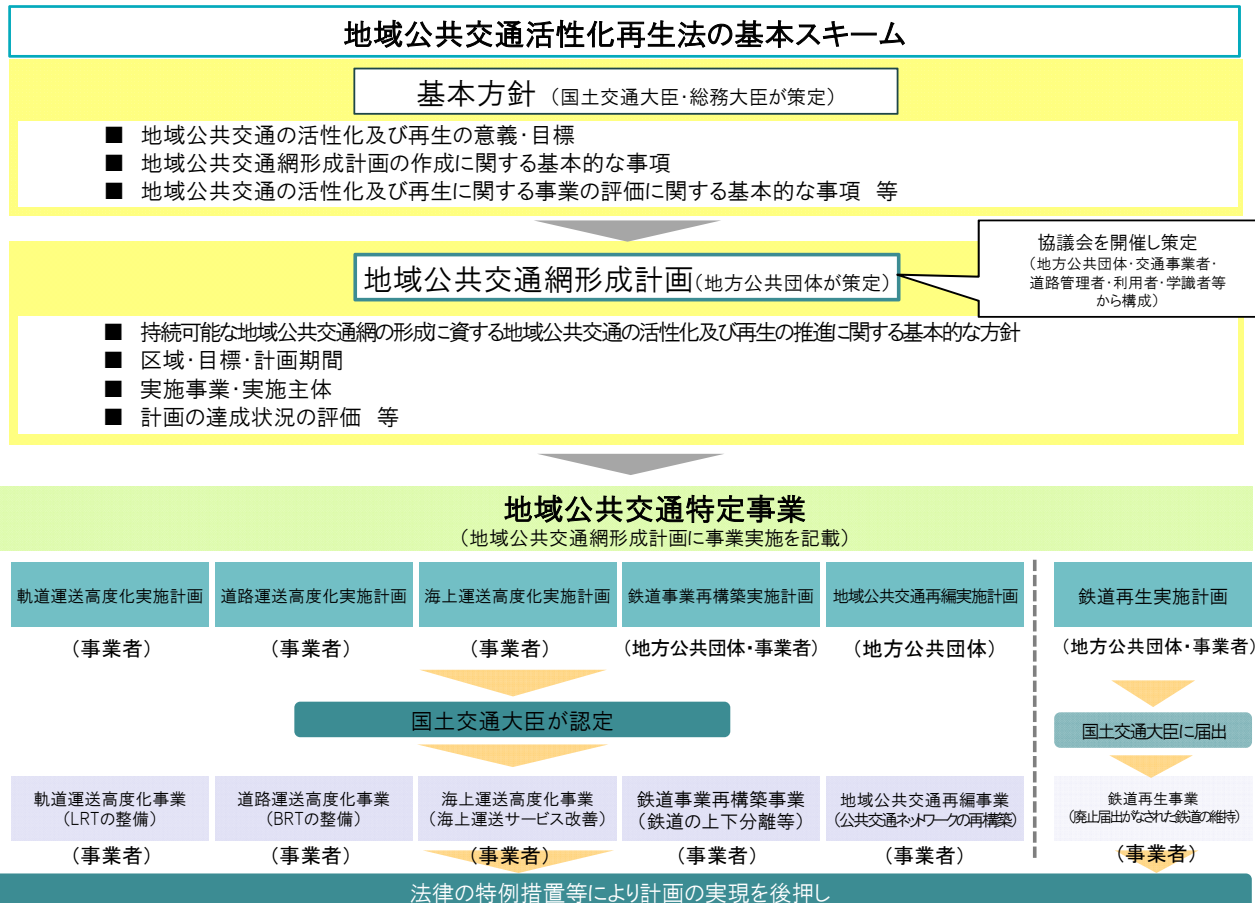 地域公共交通活性化再生法の基本スキーム
基本方針 (国土交通大臣・総務大臣が策定)
■ 地域公共交通の活性化及び再生の意義・目標
■ 地域公共交通網形成計画の作成に関する基本的な事項
■ 地域公共交通の活性化及び再生に関する事業の評価に関する基本的な事項 等
協議会を開催し策定
(地方公共団体・交通事業者・
道路管理者・利用者・学識者等
から構成)
地域公共交通網形成計画(地方公共団体が策定)
■ 持続可能な地域公共交通網の形成に資する地域公共交通の活性化及び再生の推進に関する基本的な方針
■ 区域・目標・計画期間
■ 実施事業・実施主体
■ 計画の達成状況の評価 等
地域公共交通特定事業
(地域公共交通網形成計画に事業実施を記載)
軌道運送高度化実施計画 道路運送高度化実施計画 海上運送高度化実施計画 鉄道事業再構築実施計画 地域公共交通再編実施計画 鉄道再生実施計画
(事業者) (事業者) (事業者) (地方公共団体・事業者) (地方公共団体) (地方公共団体・事業者)
国土交通大臣が認定 国土交通大臣に届出
軌道運送高度化事業 道路運送高度化事業 海上運送高度化事業 鉄道事業再構築事業 地域公共交通再編事業 鉄道再生事業
(LRTの整備) (BRTの整備) (海上運送サービス改善) (鉄道の上下分離等) (公共交通ネットワークの再構築) (廃止届出がなされた鉄道の維持)
(事業者) (事業者) (事業者) (事業者) (事業者) (事業者)
法律の特例措置等により計画の実現を後押し